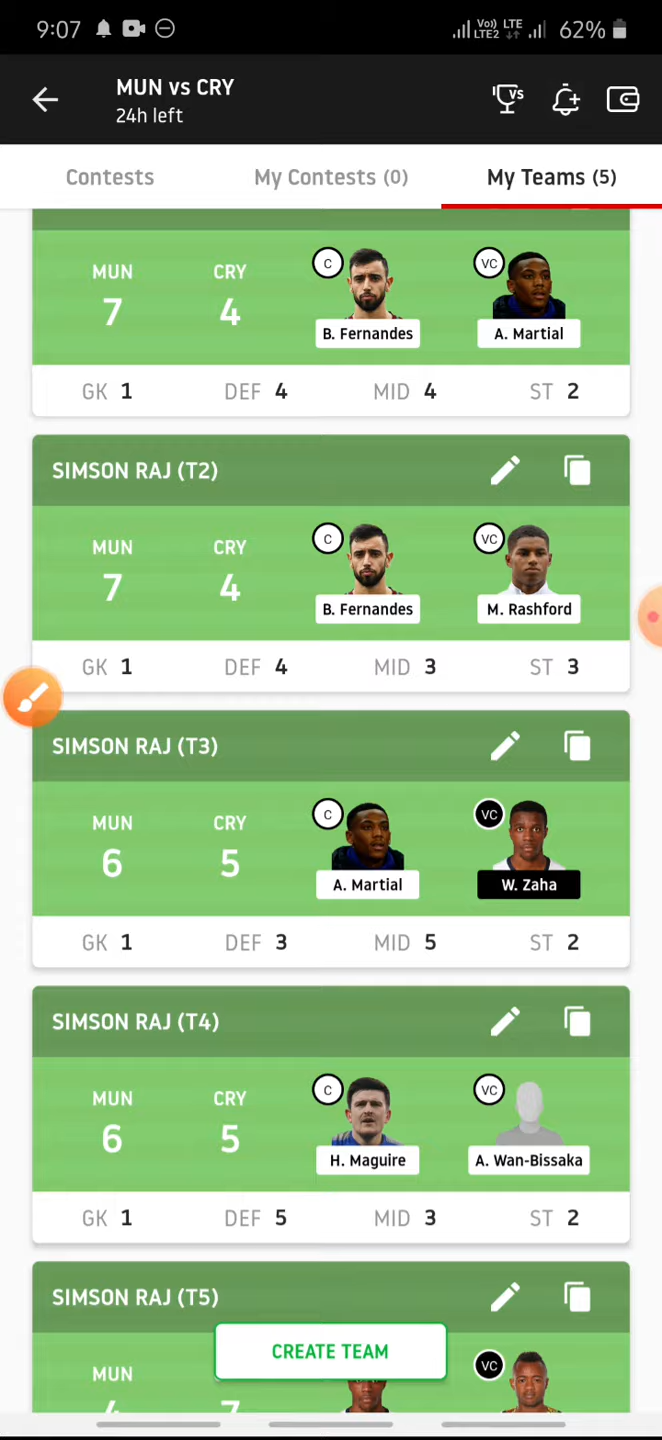 9:07 Vo)) LTE LTE2 62%
MUN vs CRY
24h left
VS
Contests My Contests (0) My Teams (5)
MUN CRY C VC
7 4
B. Fernandes A. Martial
GK 1 DEF 4 MID 4 ST 2
SIMSON RAJ (T2)
MUN CRY C VC
7 4
B. Fernandes M. Rashford
GK 1 DEF 4 MID 3 ST 3
SIMSON RAJ (T3)
MUN CRY C VC
6 5
A. Martial W. Zaha
GK 1 DEF 3 MID 5 ST 2
SIMSON RAJ (T4)
MUN CRY C VC
6 5
H. Maguire A. Wan-Bissaka
GK 1 DEF 5 MID 3 ST 2
SIMSON RAJ (T5)
CREATE TEAM
MUN VC
4 7